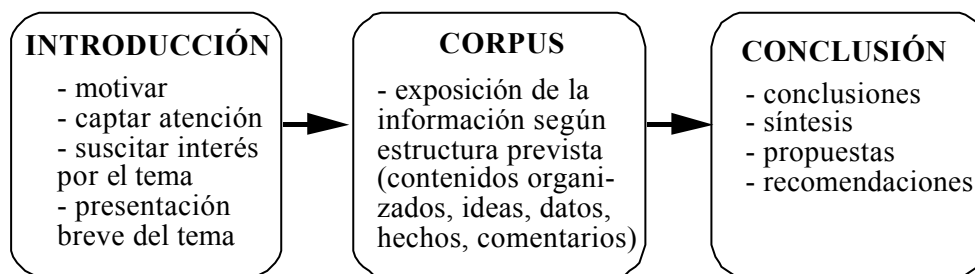 INTRODUCCIÓN
- motivar
- captar atención
- suscitar interés
por el tema
- presentación
breve del tema
CORPUS
- exposición de la
información según
estructura prevista
(contenidos organi-
zados, ideas, datos,
hechos, comentarios)
CONCLUSIÓN
- conclusiones
- síntesis
- propuestas
- recomendaciones